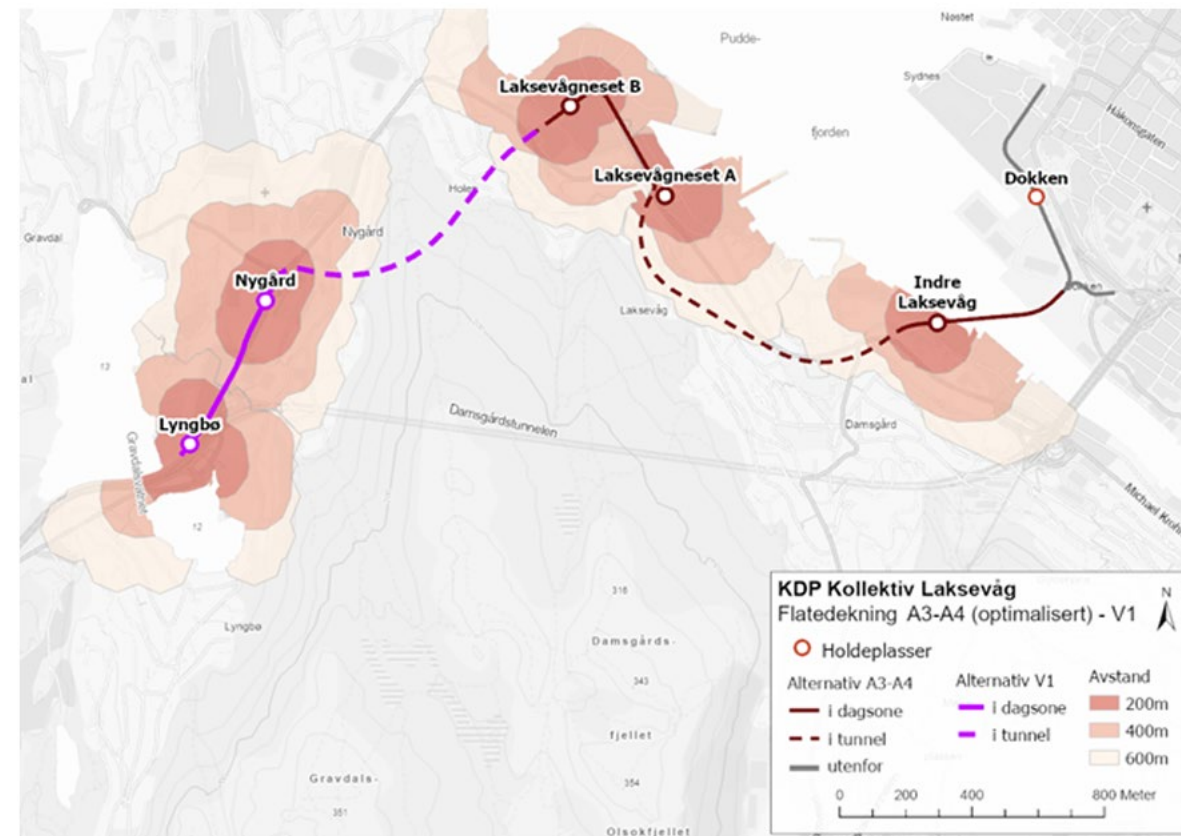 Nøstet
Pudde-
Sydnes
Laksevågneset B
Håkonsgaten
fjorden
Laksevågneset A
Dokken
Holen
Gravdal
Nygård
Nygård
Indre
Laksevåg
Laksevåg
13
Lyngbø
Damsgårdstunnelen
Damsgård
Gravdalsvatnet
12
Michael Krohn
Lyngbø
316
Damsgårds-
343
fjellet
354
Gravdals-
351
Olsokfjellet
KDP Kollektiv Laksevåg
Flatedekning A3-A4 (optimalisert) - V1
N
Holdeplasser
Alternativ A3-A4
i dagsone
i tunnel
utenfor
Alternativ V1
i dagsone
i tunnel
Avstand
200m
400m
600m
0 200 400 800 Meter